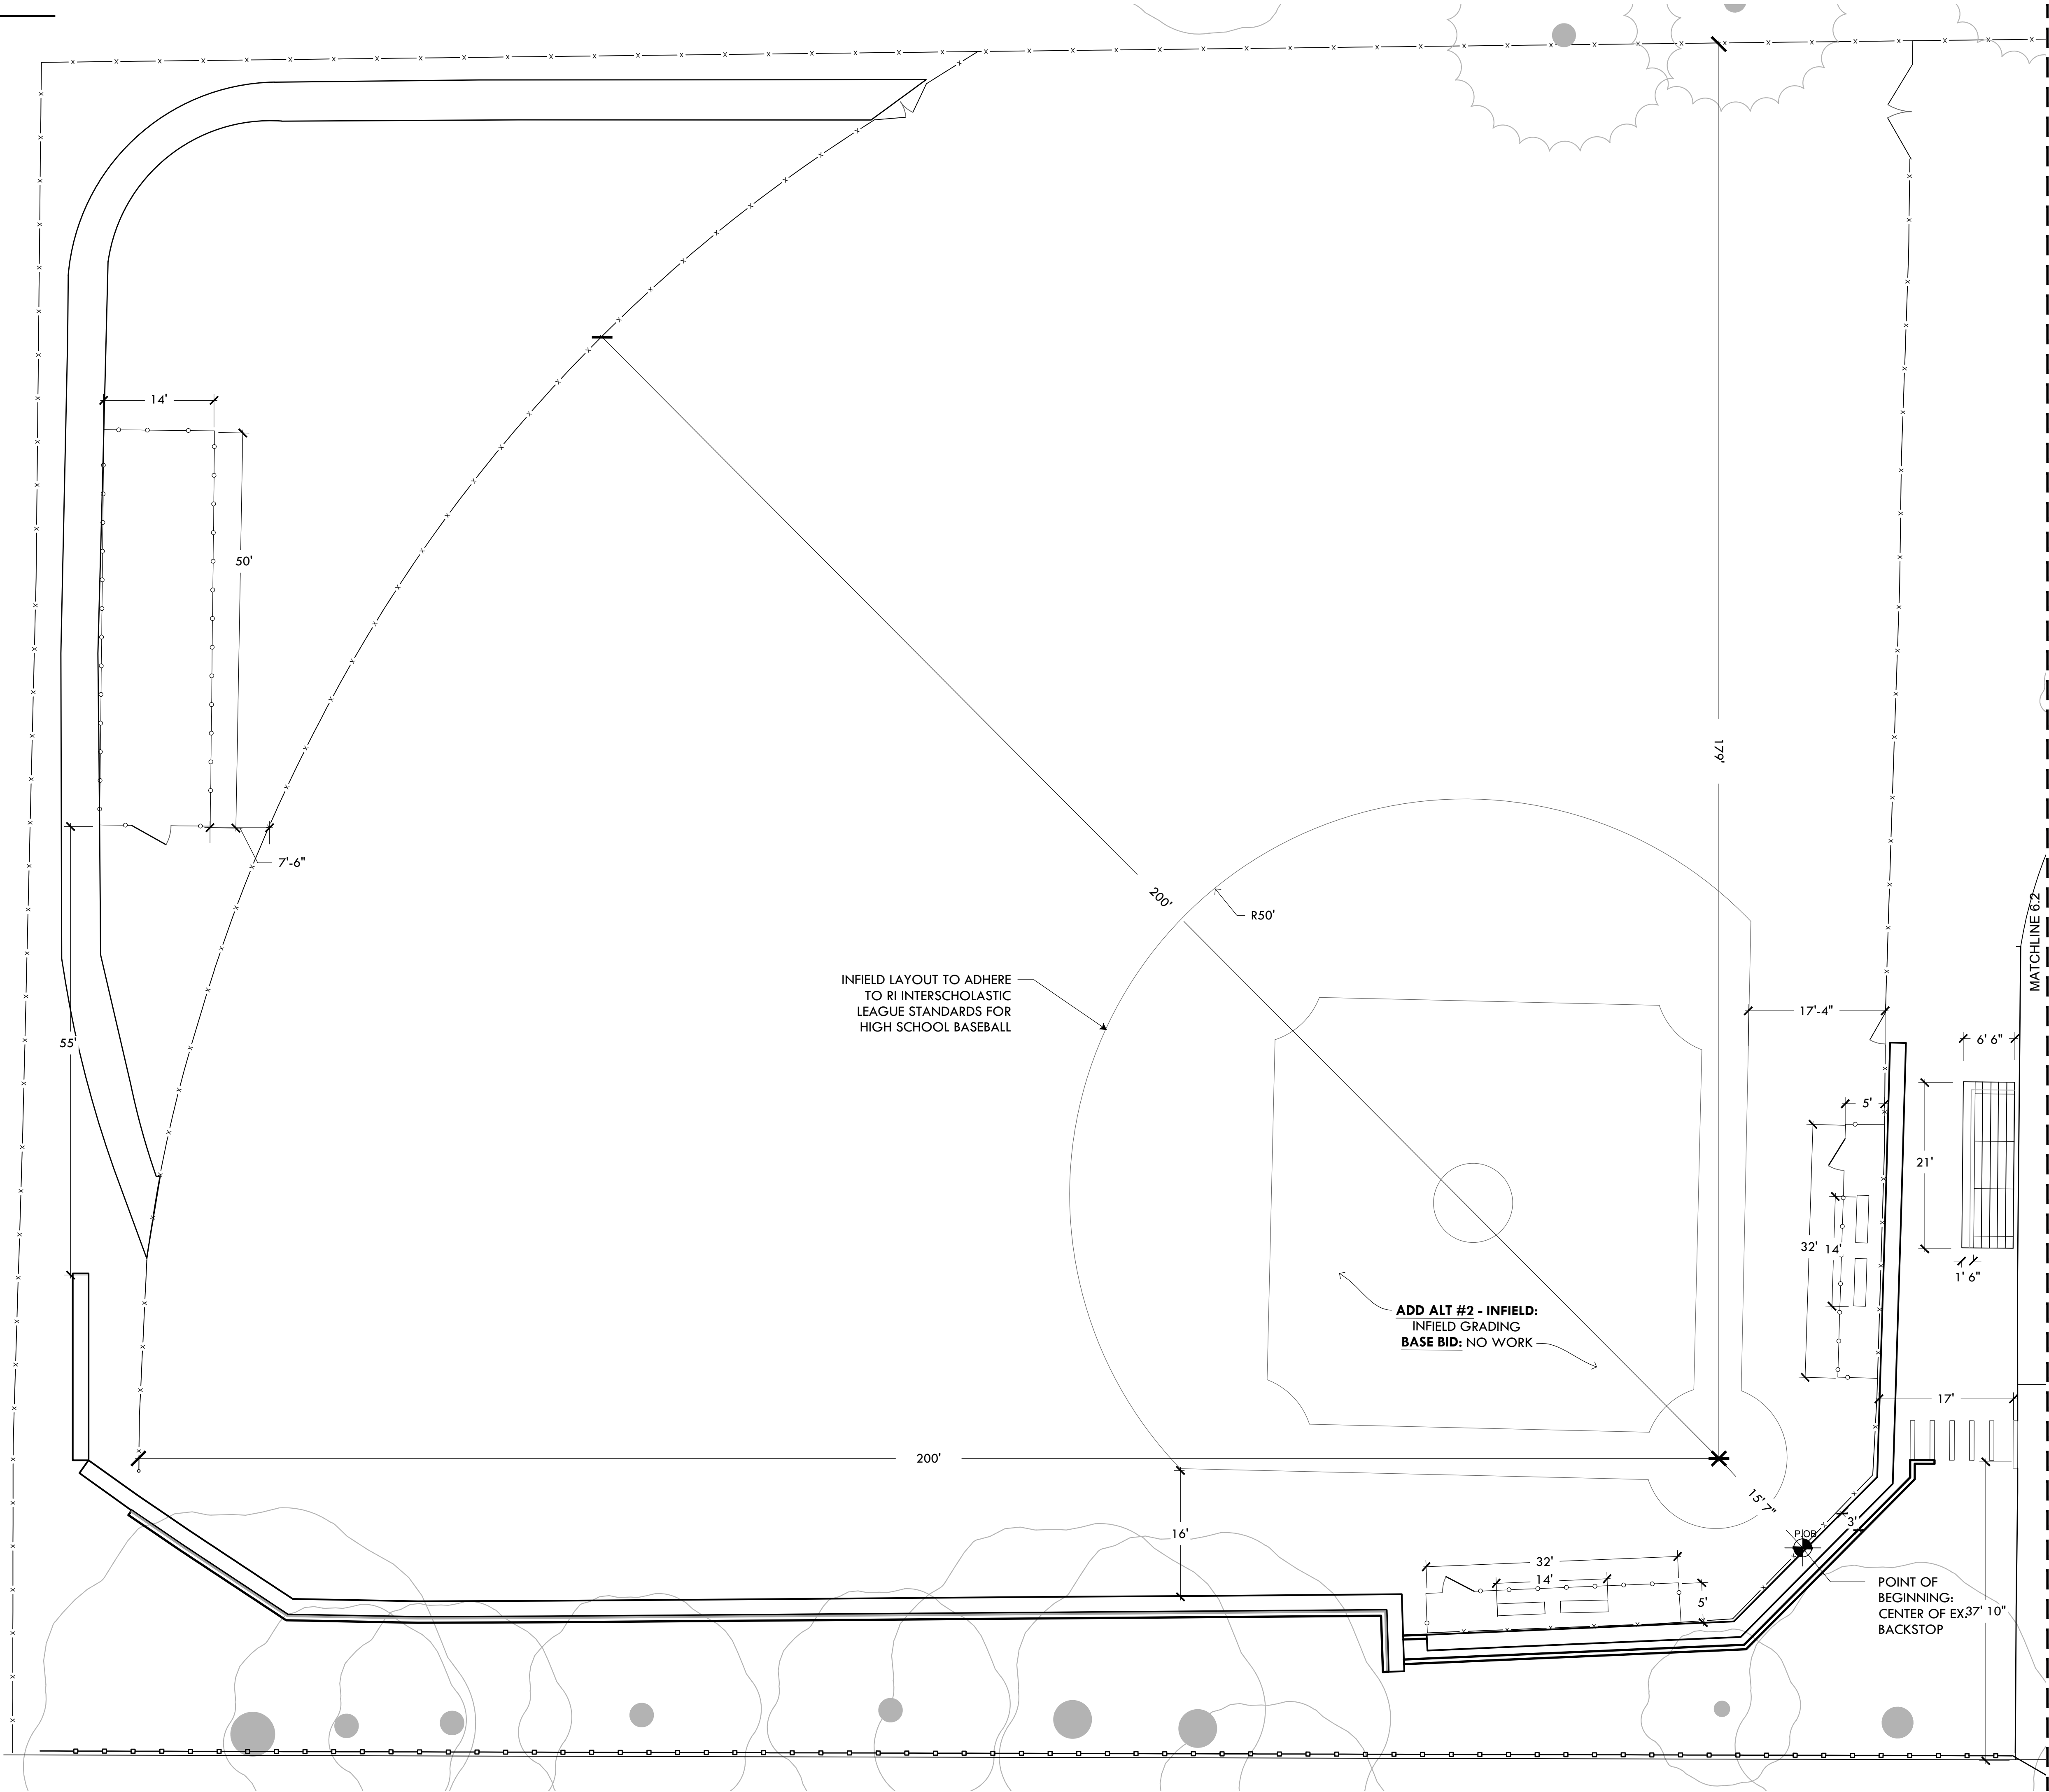 14'
50'
7'-6"
179'
200'
R50'
INFIELD LAYOUT TO ADHERE
TO RI INTERSCHOLASTIC
LEAGUE STANDARDS FOR
HIGH SCHOOL BASEBALL
MATCHLINE 6.2
17'-4"
6' 6"
55'
5'
21'
32'
14'
1' 6"
ADD ALT #2 - INFIELD:
INFIELD GRADING
BASE BID: NO WORK
17'
200'
15' 7"
16'
3'
POB
32'
14'
5'
POINT OF
BEGINNING:
CENTER OF EX.
BACKSTOP
37' 10"